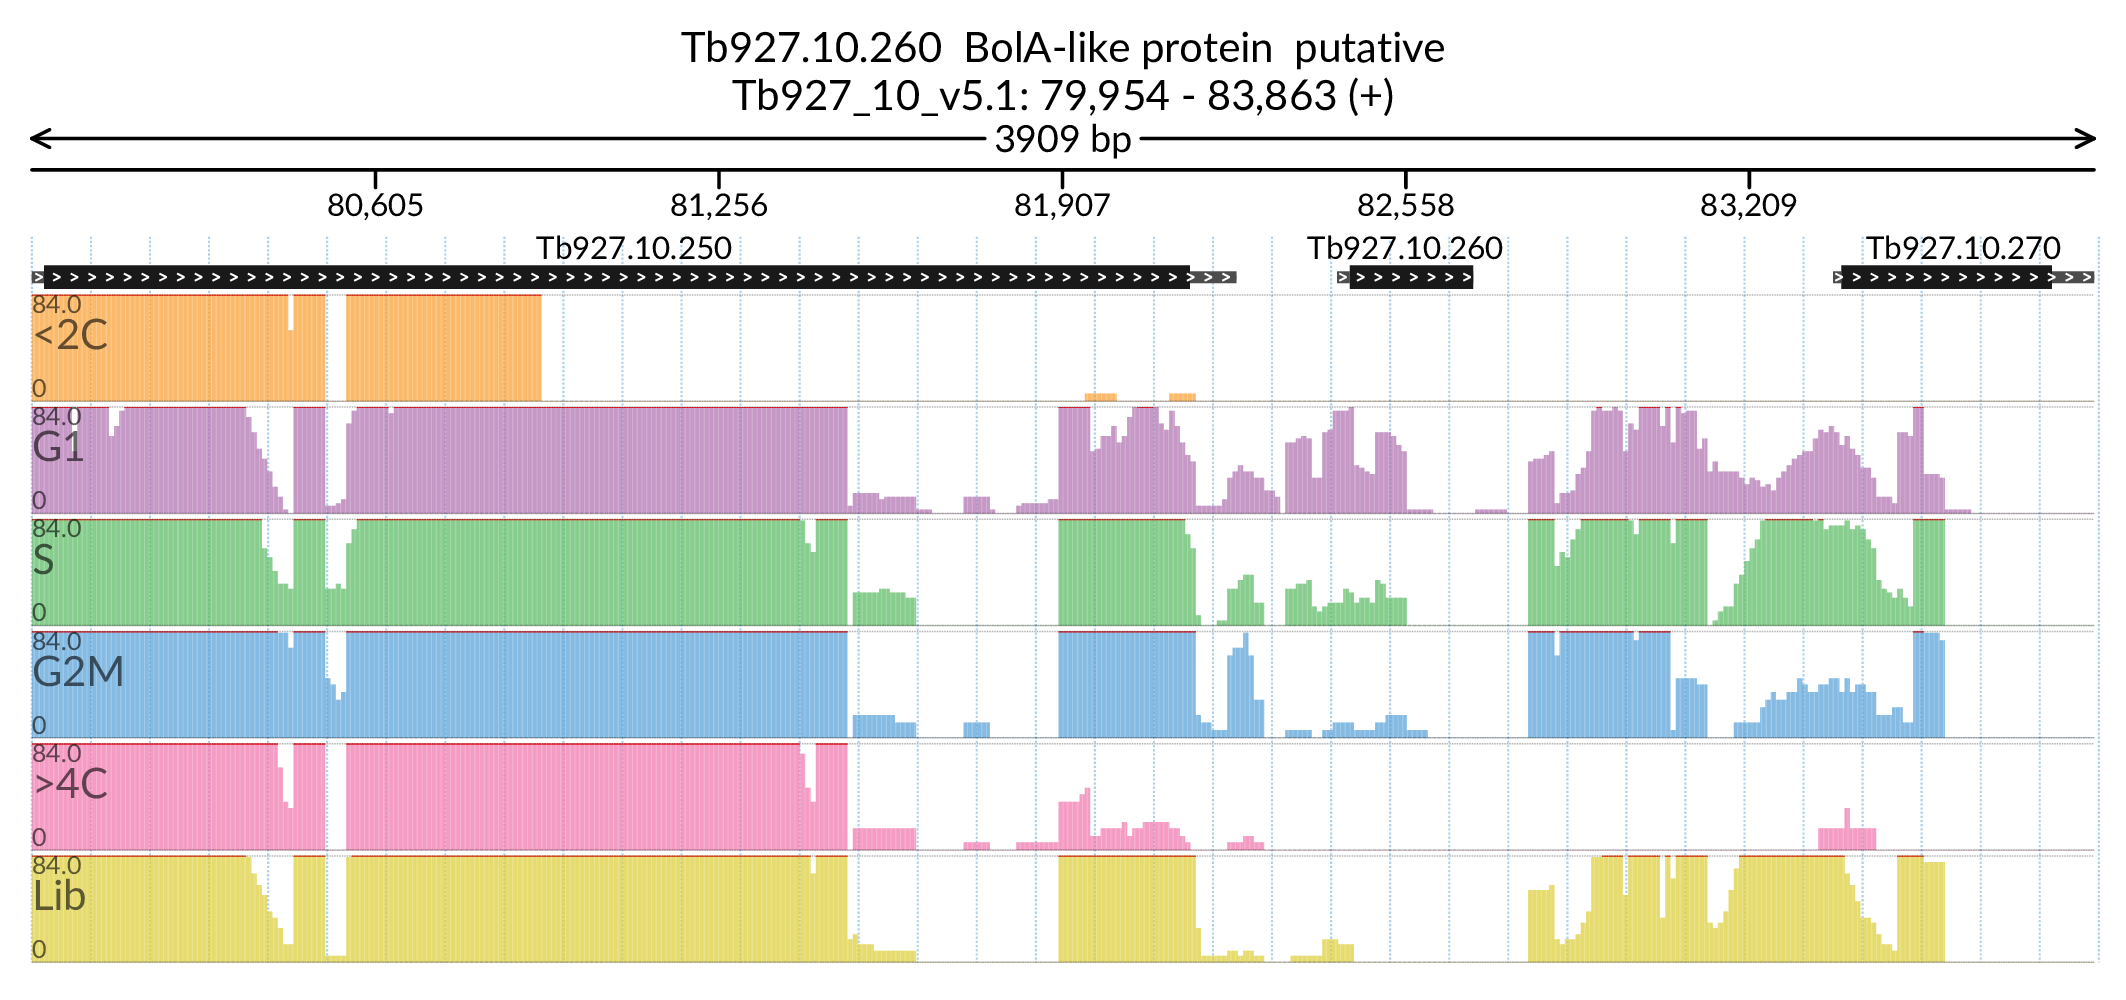 Tb927.10.260  BolA-like protein  putative
Tb927_10_v5.1: 79,954 - 83,863 (+)
3909 bp
80,605 81,256 81,907 82,558 83,209
Tb927.10.250 Tb927.10.260 Tb927.10.270
84.0
<2C
0
84.0
G1
0
84.0
S
0
84.0
G2M
0
84.0
>4C
0
84.0
Lib
0